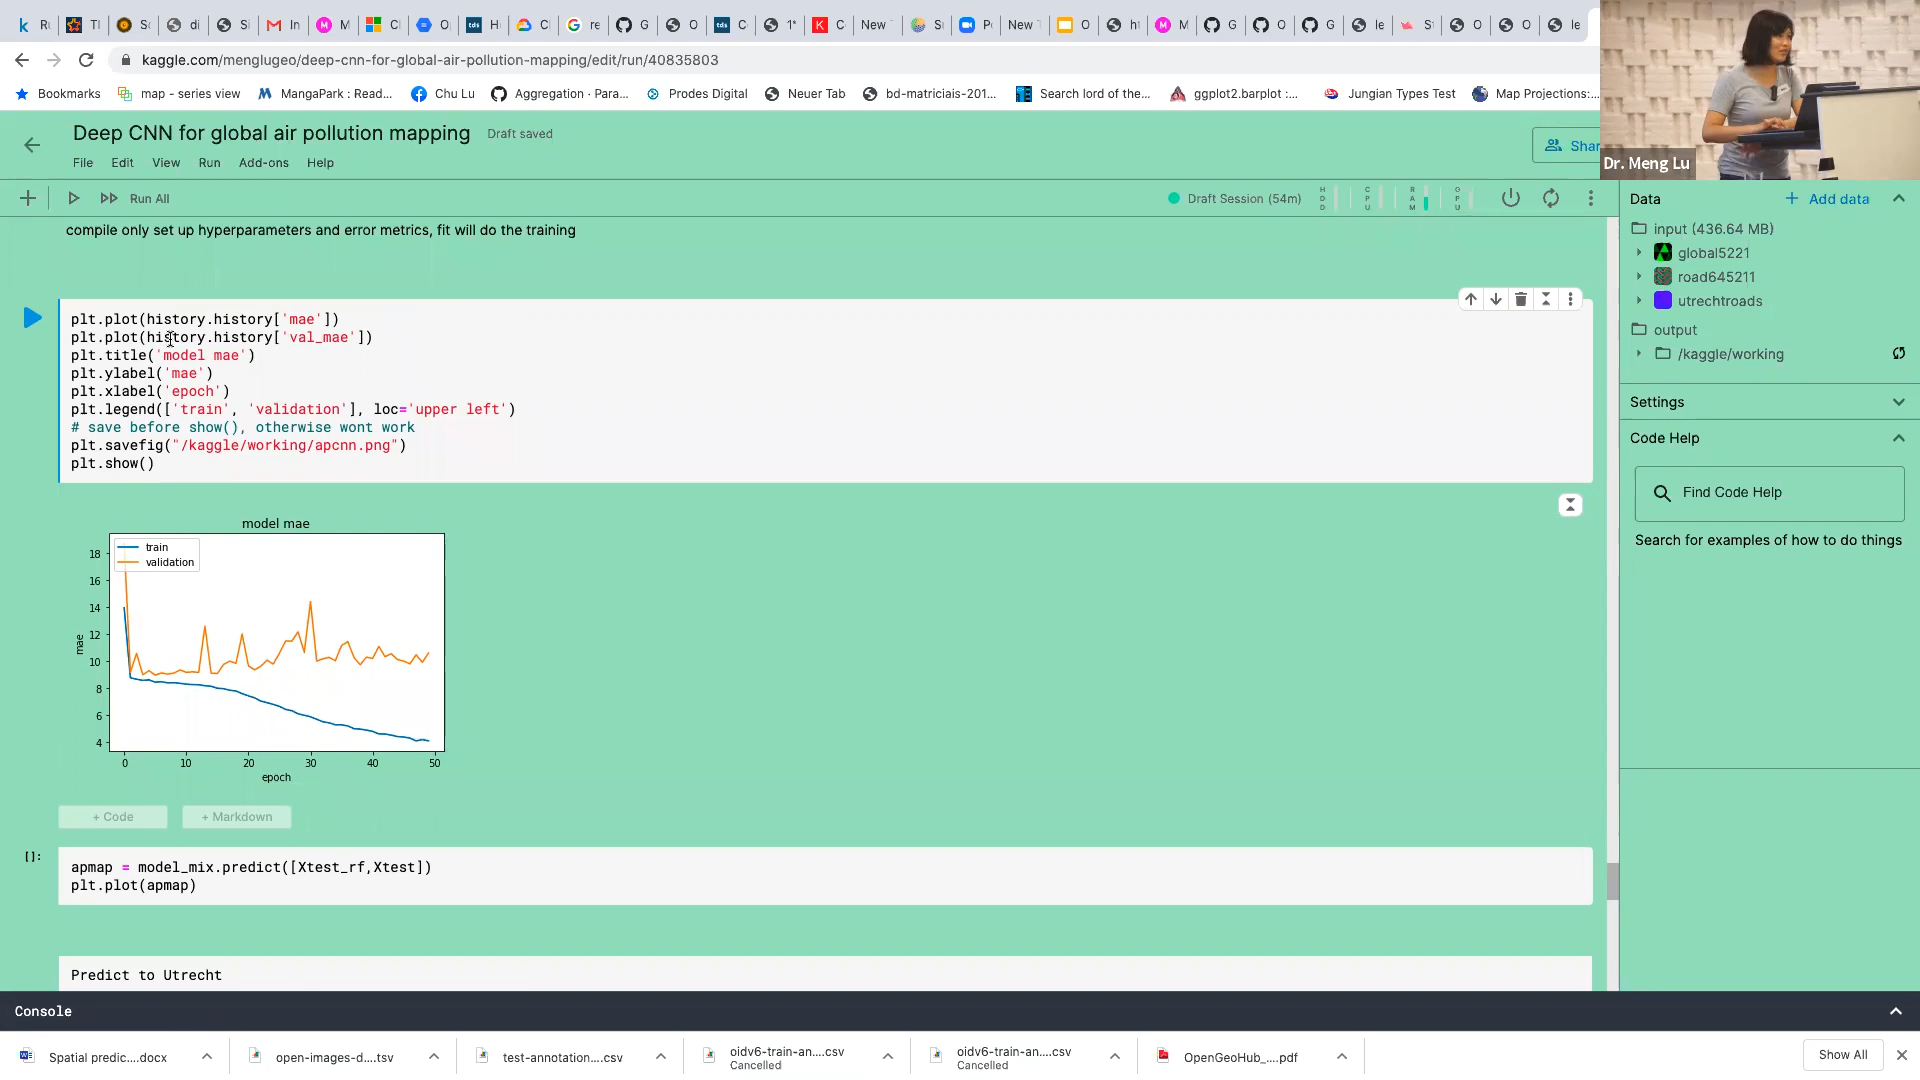 kaggle.com/menglugeo/deep-cnn-for-global-air-pollution-mapping/edit/run/40835803
Bookmarks map - series view MangaPark : Read... Chu Lu Aggregation - Para... Prodes Digital Neuer Tab bd-matriciais-201... Search lord of the... ggplot2.barplot :... Jungian Types Test Map Projections:...
Dr. Meng Lu
Deep CNN for global air pollution mapping Draft saved
File Edit View Run Add-ons Help
Run All
Draft Session (54m)
HDD CPU RAM GPU
compile only set up hyperparameters and error metrics, fit will do the training
plt.plot(history.history['mae'])
plt.plot(history.history['val_mae'])
plt.title('model mae')
plt.ylabel('mae')
plt.xlabel('epoch')
plt.legend(['train', 'validation'], loc='upper left')
# save before show(), otherwise wont work
plt.savefig("/kaggle/working/apcnn.png")
plt.show()
model mae
train
validation
18
16
14
12
10
8
6
4
mae
0 10 20 30 40 50
epoch
+ Code + Markdown
[]:
apmap = model_mix.predict([Xtest_rf,Xtest])
plt.plot(apmap)
Predict to Utrecht
Data
+ Add data
input (436.64 MB)
global5221
road645211
utrechtroads
output
/kaggle/working
Settings
Code Help
Find Code Help
Search for examples of how to do things
Console
Spatial predic....docx
open-images-d....tsv
test-annotation....csv
oidv6-train-an....csv
Cancelled
oidv6-train-an....csv
Cancelled
OpenGeoHub_....pdf
Show All